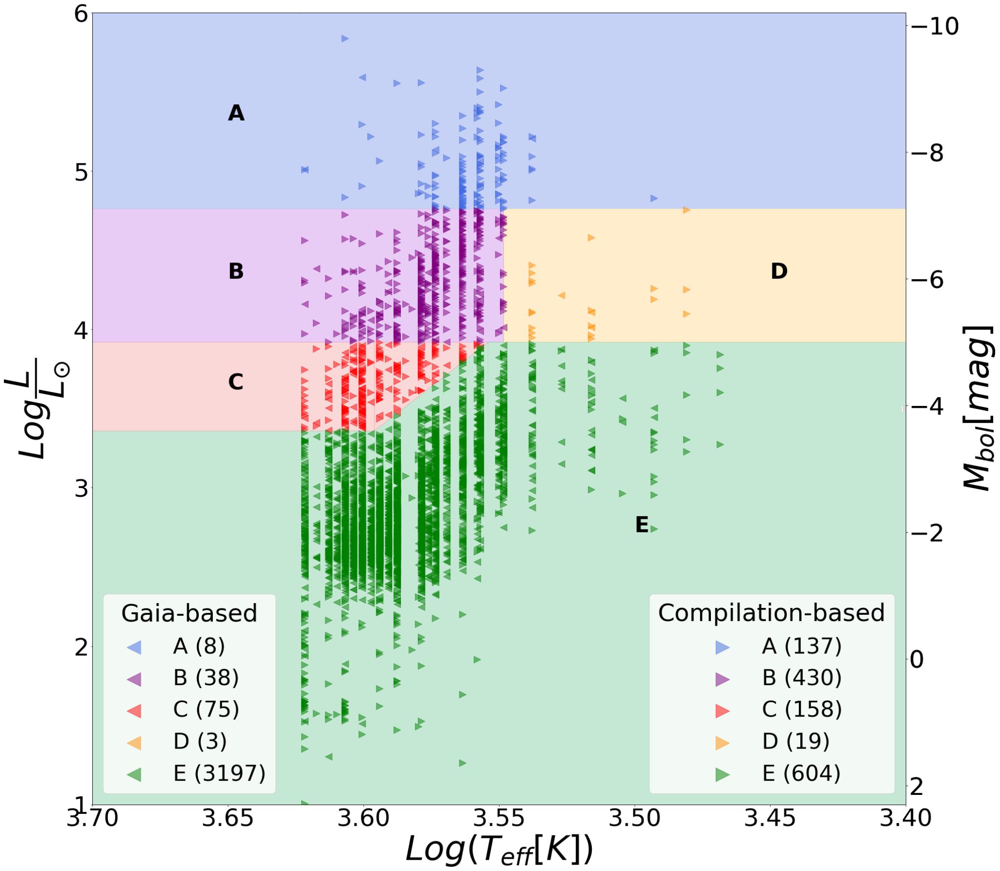 6
5
4
3
2
1
Log L/L⊙
−10
−8
−6
−4
−2
0
2
M_bol [mag]
A
B
D
C
E
Gaia-based
A (8)
B (38)
C (75)
D (3)
E (3197)
Compilation-based
A (137)
B (430)
C (158)
D (19)
E (604)
3.70 3.65 3.60 3.55 3.50 3.45 3.40
Log(T_eff[K])